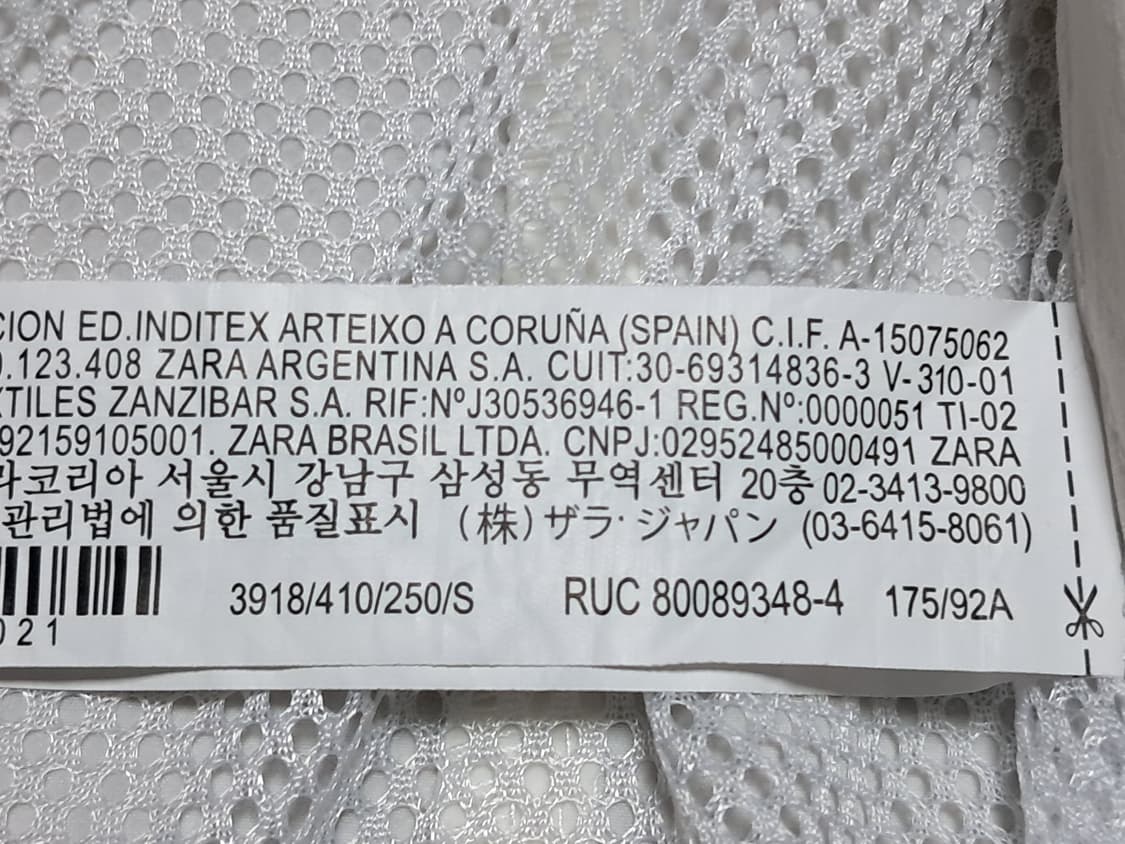 CION ED.INDITEX ARTEIXO A CORUÑA (SPAIN) C.I.F. A-15075062
.123.408 ZARA ARGENTINA S.A. CUIT:30-69314836-3 V-310-01
TILES ZANZIBAR S.A. RIF:NºJ30536946-1 REG.Nº:0000051 TI-02
92159105001. ZARA BRASIL LTDA. CNPJ:02952485000491 ZARA
라코리아 서울시 강남구 삼성동 무역센터 20층 02-3413-9800
관리법에 의한 품질표시 (株)ザラ·ジャパン (03-6415-8061)
021 3918/410/250/S RUC 80089348-4 175/92A